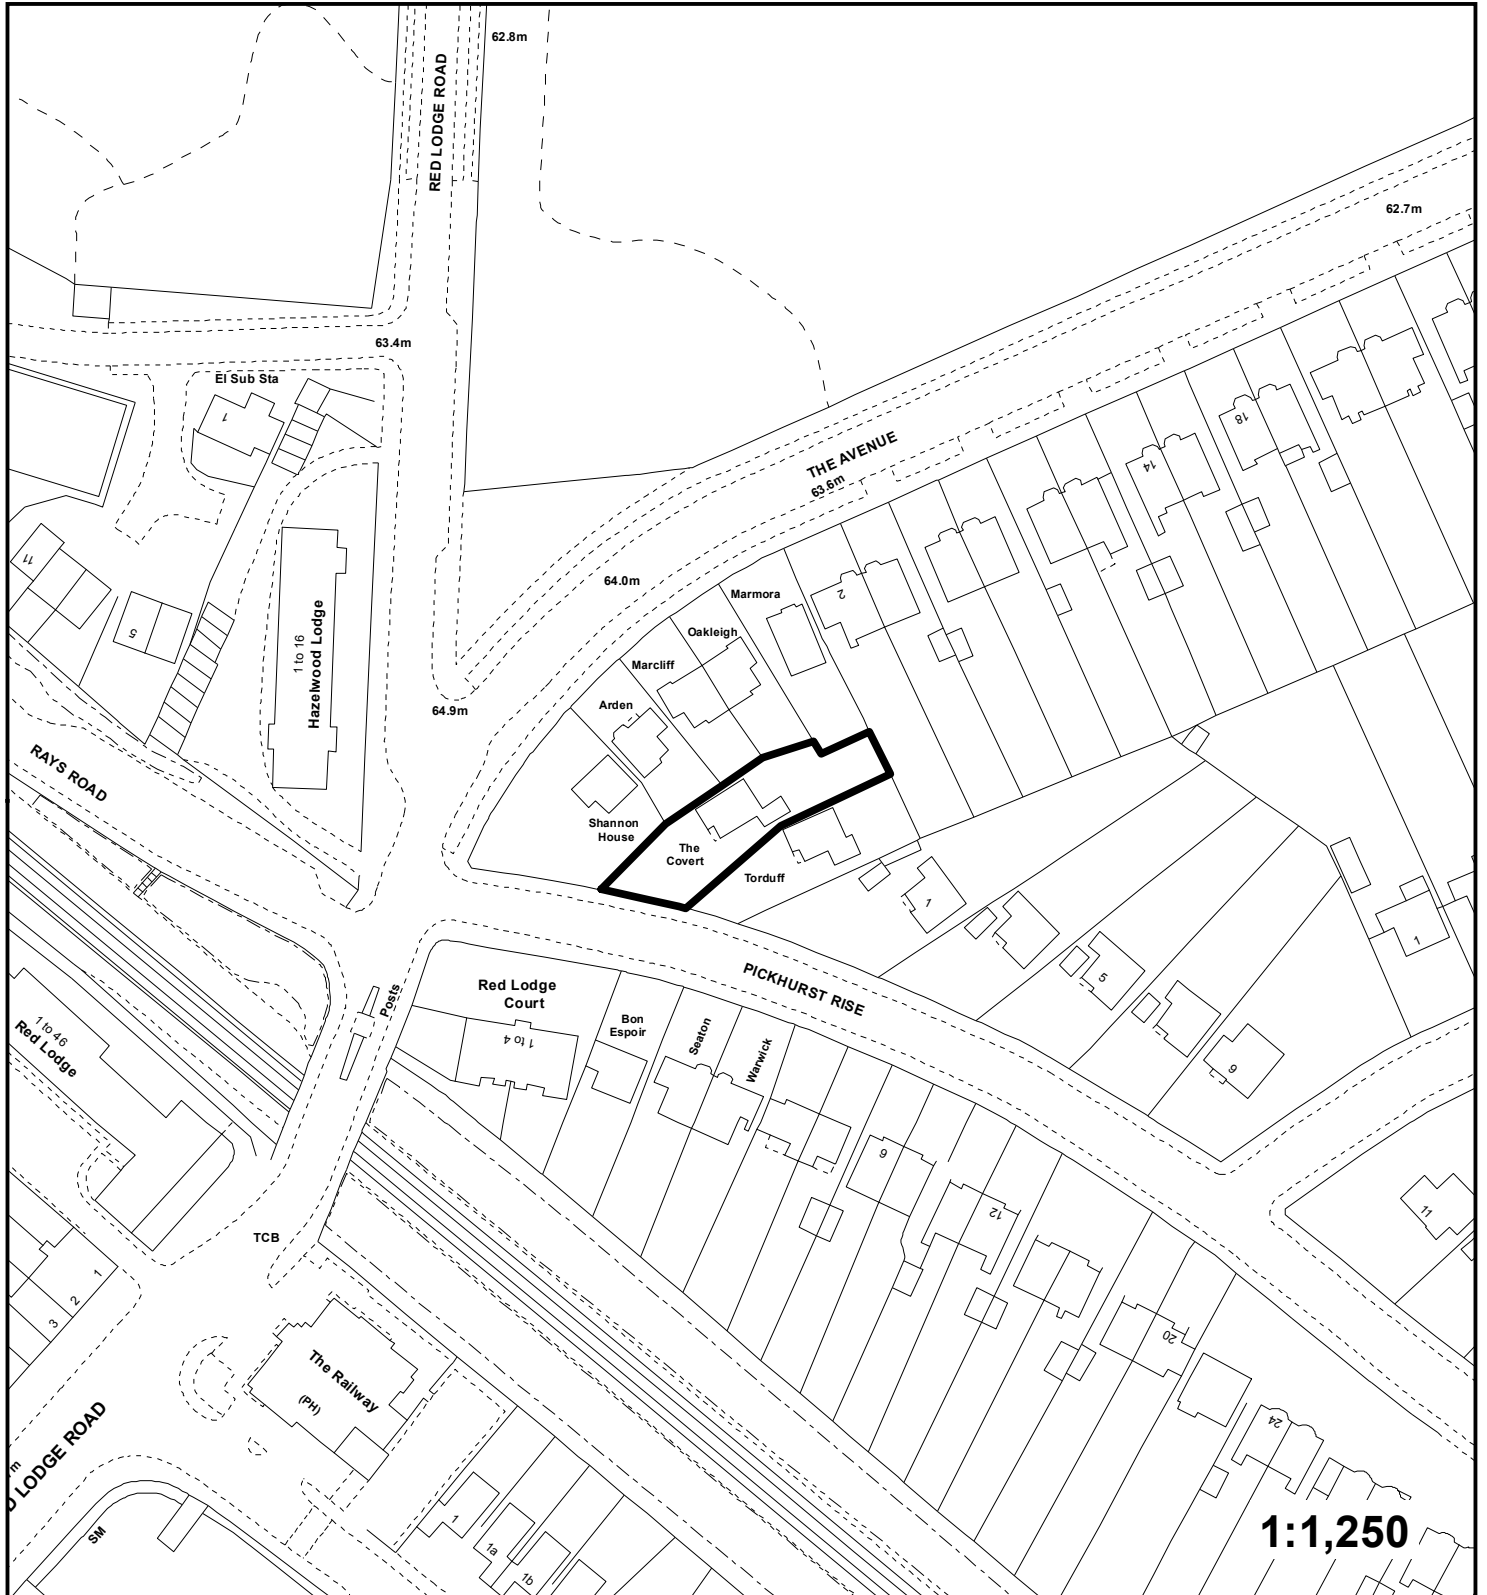 62.8m
RED LODGE ROAD
62.7m
63.4m
El Sub Sta
1
THE AVENUE
63.6m
18
14
11
5
1 to 16
Hazelwood Lodge
64.0m
Marmora
2
Oakleigh
Marcliff
Arden
64.9m
RAYS ROAD
Shannon
House
The
Covert
Torduff
1
1
5
9
PICKHURST RISE
Posts
Red Lodge
Court
1 to 4
Bon
Espoir
Seaton
Warwick
1 to 46
Red Lodge
6
12
11
TCB
1
2
3
The Railway
(PH)
20
24
m
D LODGE ROAD
SM
1
1a
1b
1:1,250